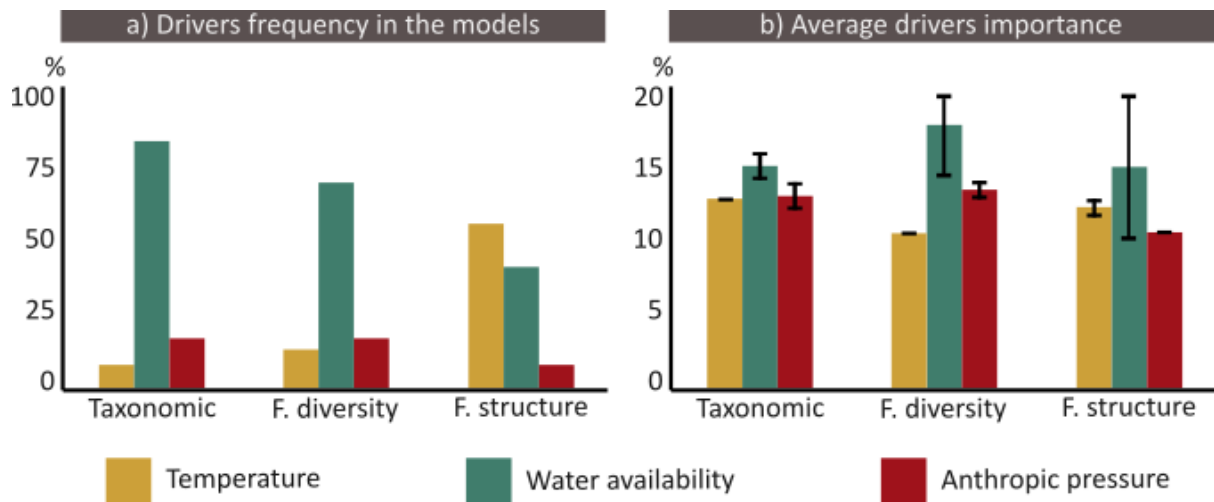 a) Drivers frequency in the models
%
100
75
50
25
0
Taxonomic F. diversity F. structure
b) Average drivers importance
%
20
15
10
5
0
Taxonomic F. diversity F. structure
Temperature Water availability Anthropic pressure